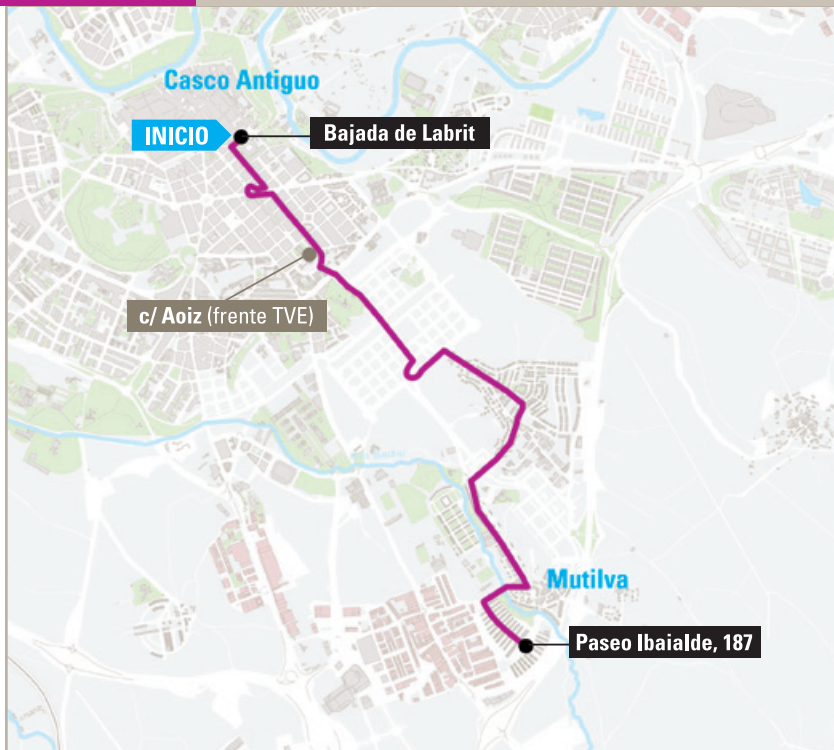 Casco Antiguo
INICIO
Bajada de Labrit
c/ Aoiz (frente TVE)
Mutilva
Paseo Ibaialde, 187